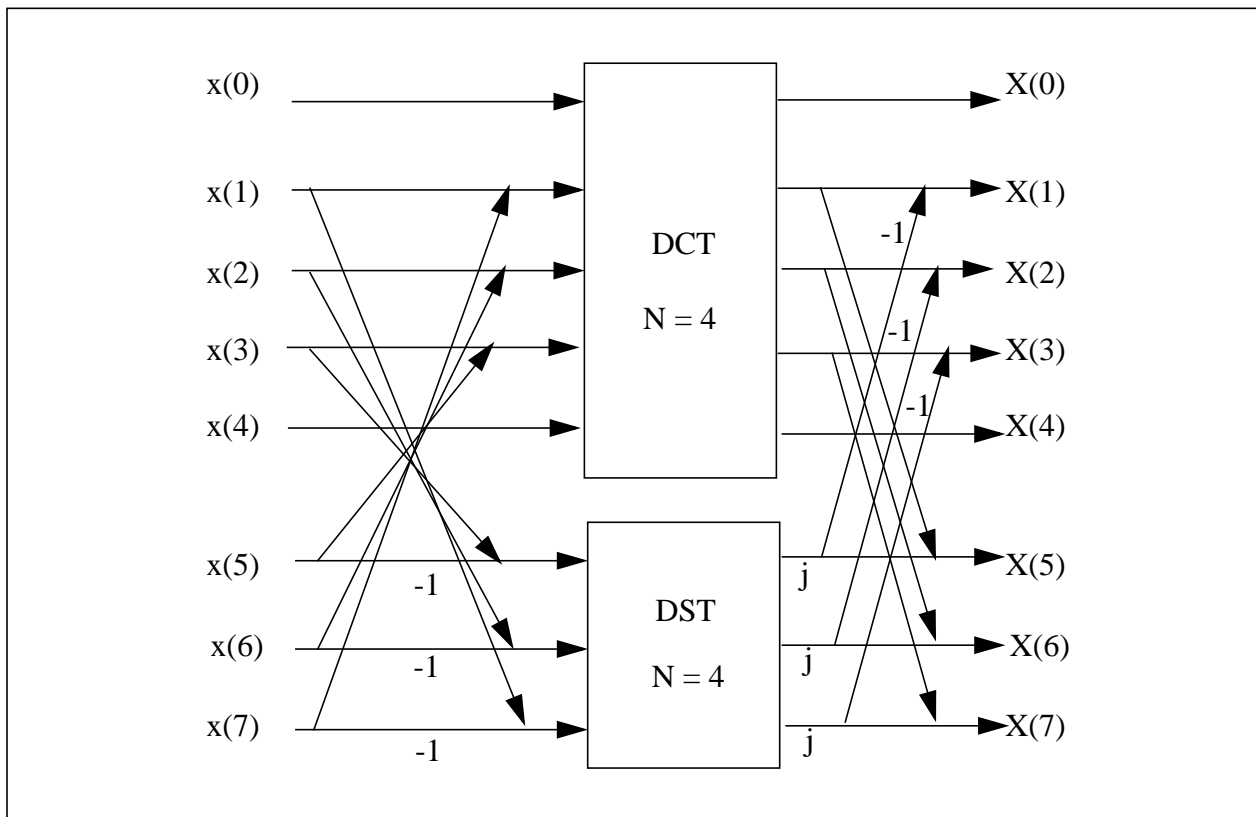 x(0)
X(0)
x(1)
X(1)
-1
DCT
x(2)
X(2)
N = 4
-1
x(3)
X(3)
-1
x(4)
X(4)
x(5)
-1
j
X(5)
DST
x(6)
-1
j
X(6)
N = 4
x(7)
-1
j
X(7)